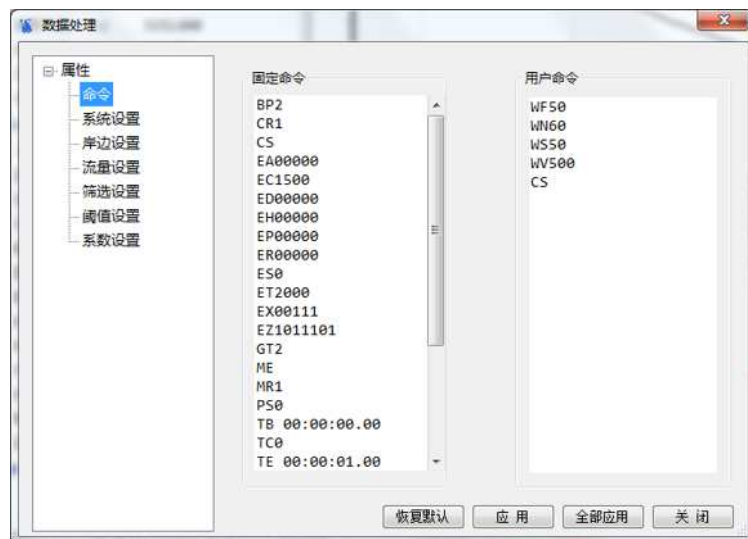 数据处理
属性
命令
系统设置
岸边设置
流量设置
筛选设置
阈值设置
系数设置
固定命令
BP2
CR1
CS
EA00000
EC1500
ED00000
EH00000
EP00000
ER00000
ES0
ET2000
EX00111
EZ1011101
GT2
ME
MR1
PS0
TB 00:00:00.00
TC0
TE 00:00:01.00
用户命令
WF50
WN60
WS50
WV500
CS
恢复默认
应 用
全部应用
关 闭